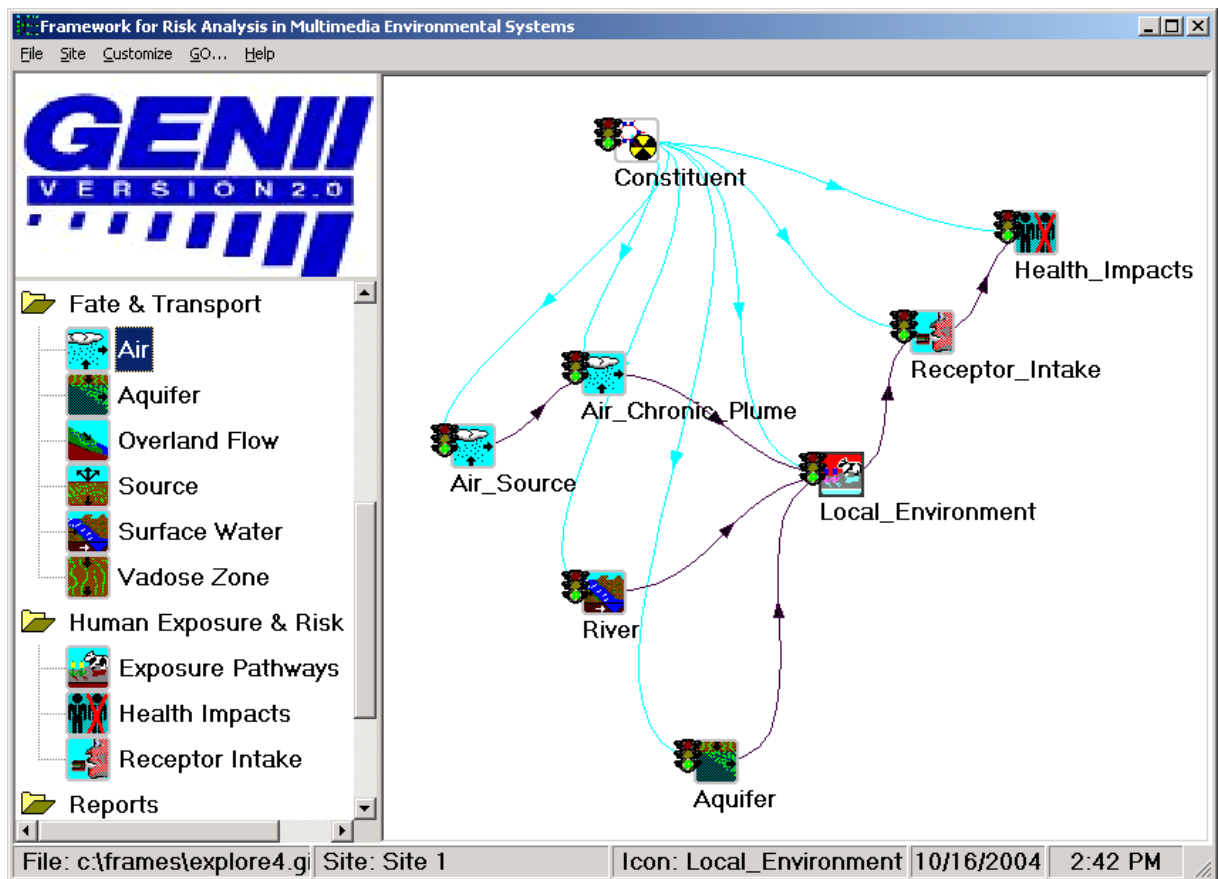 Framework for Risk Analysis in Multimedia Environmental Systems
File Site Customize GO... Help
GENII
VERSION 2.0
Fate & Transport
Air
Aquifer
Overland Flow
Source
Surface Water
Vadose Zone
Human Exposure & Risk
Exposure Pathways
Health Impacts
Receptor Intake
Reports
Constituent
Health_Impacts
Receptor_Intake
Air_Chronic_Plume
Air_Source
Local_Environment
River
Aquifer
File: c:\frames\explore4.gi Site: Site 1 Icon: Local_Environment 10/16/2004 2:42 PM